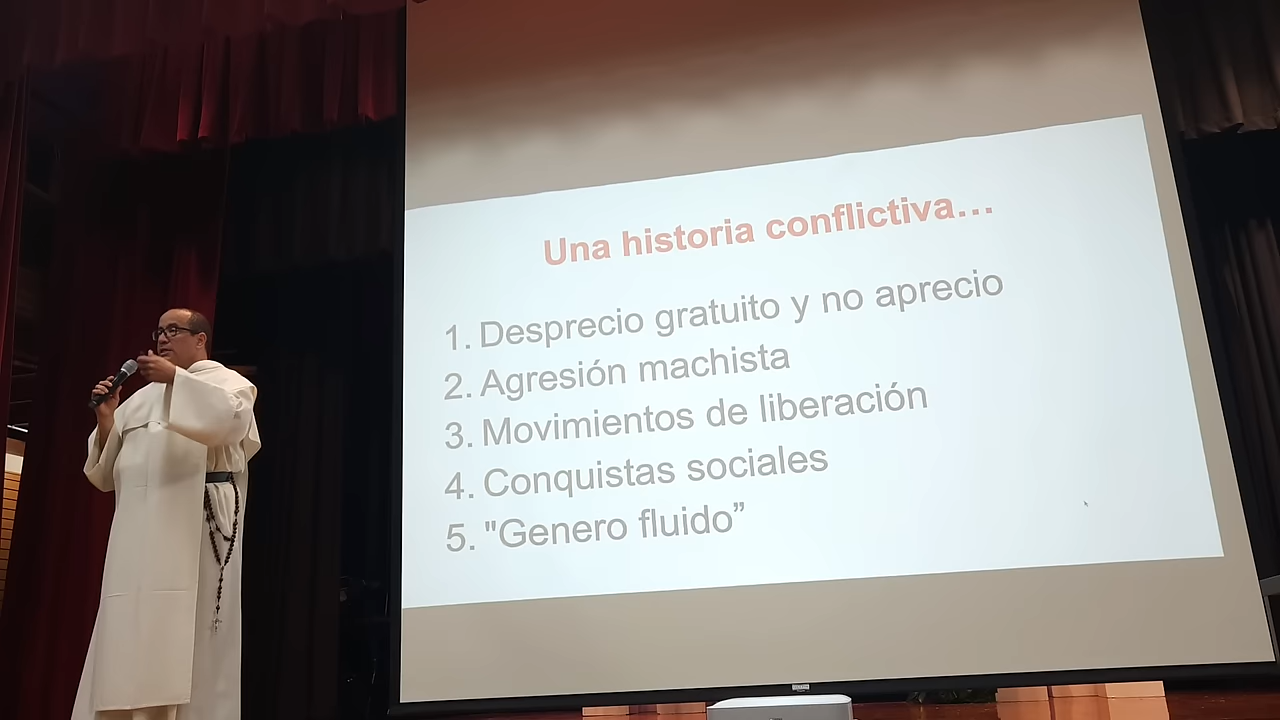 Una historia conflictiva...
1. Desprecio gratuito y no aprecio
2. Agresión machista
3. Movimientos de liberación
4. Conquistas sociales
5. "Genero fluido”